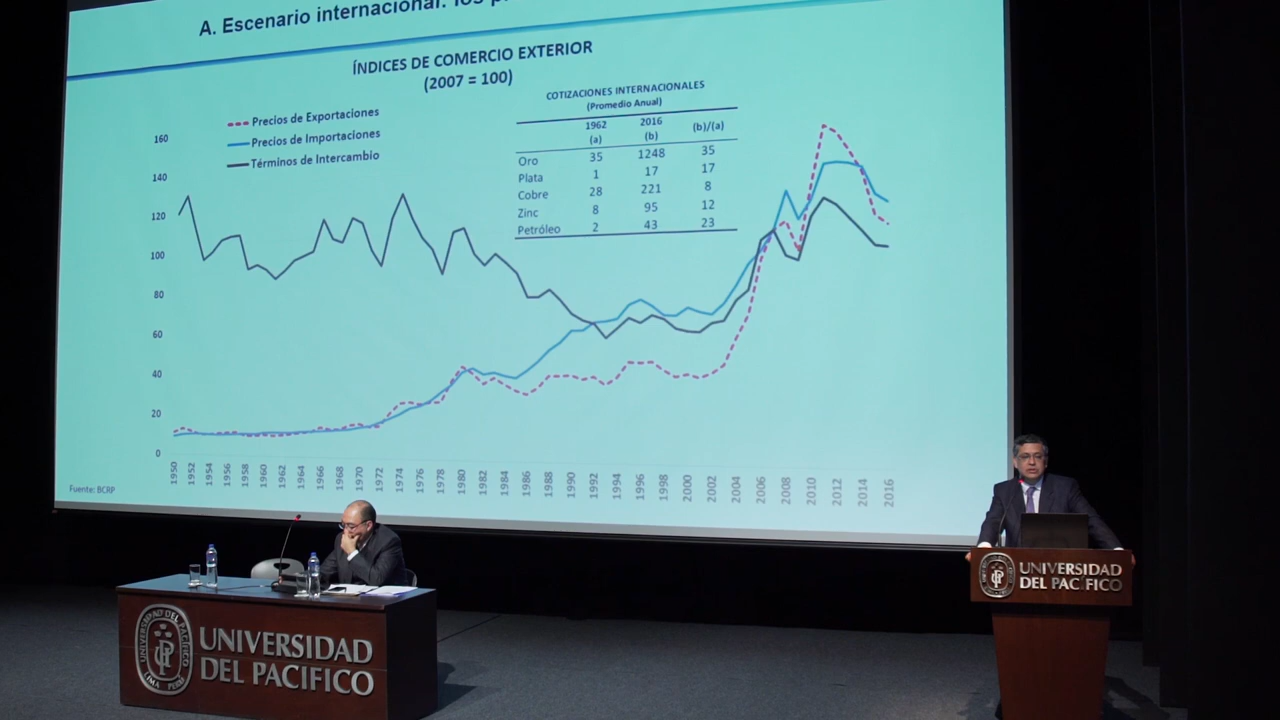 A. Escenario internacional: los
ÍNDICES DE COMERCIO EXTERIOR
(2007 = 100)
Precios de Exportaciones
Precios de Importaciones
Términos de Intercambio
COTIZACIONES INTERNACIONALES
(Promedio Anual)
1962 2016 (b)/(a)
(a) (b)
Oro 35 1248 35
Plata 1 17 17
Cobre 28 221 8
Zinc 8 95 12
Petróleo 2 43 23
160
140
120
100
80
60
40
20
0
1950 1952 1954 1956 1958 1960 1962 1964 1966 1968 1970 1972 1974 1976 1978 1980 1982 1984 1986 1988 1990 1992 1994 1996 1998 2000 2002 2004 2006 2008 2010 2012 2014 2016
Fuente: BCRP
UNIVERSIDAD
DEL PACIFICO
UNIVERSIDAD DEL PACIFICO
LIMA PERU
UNIVERSIDAD
DEL PACIFICO